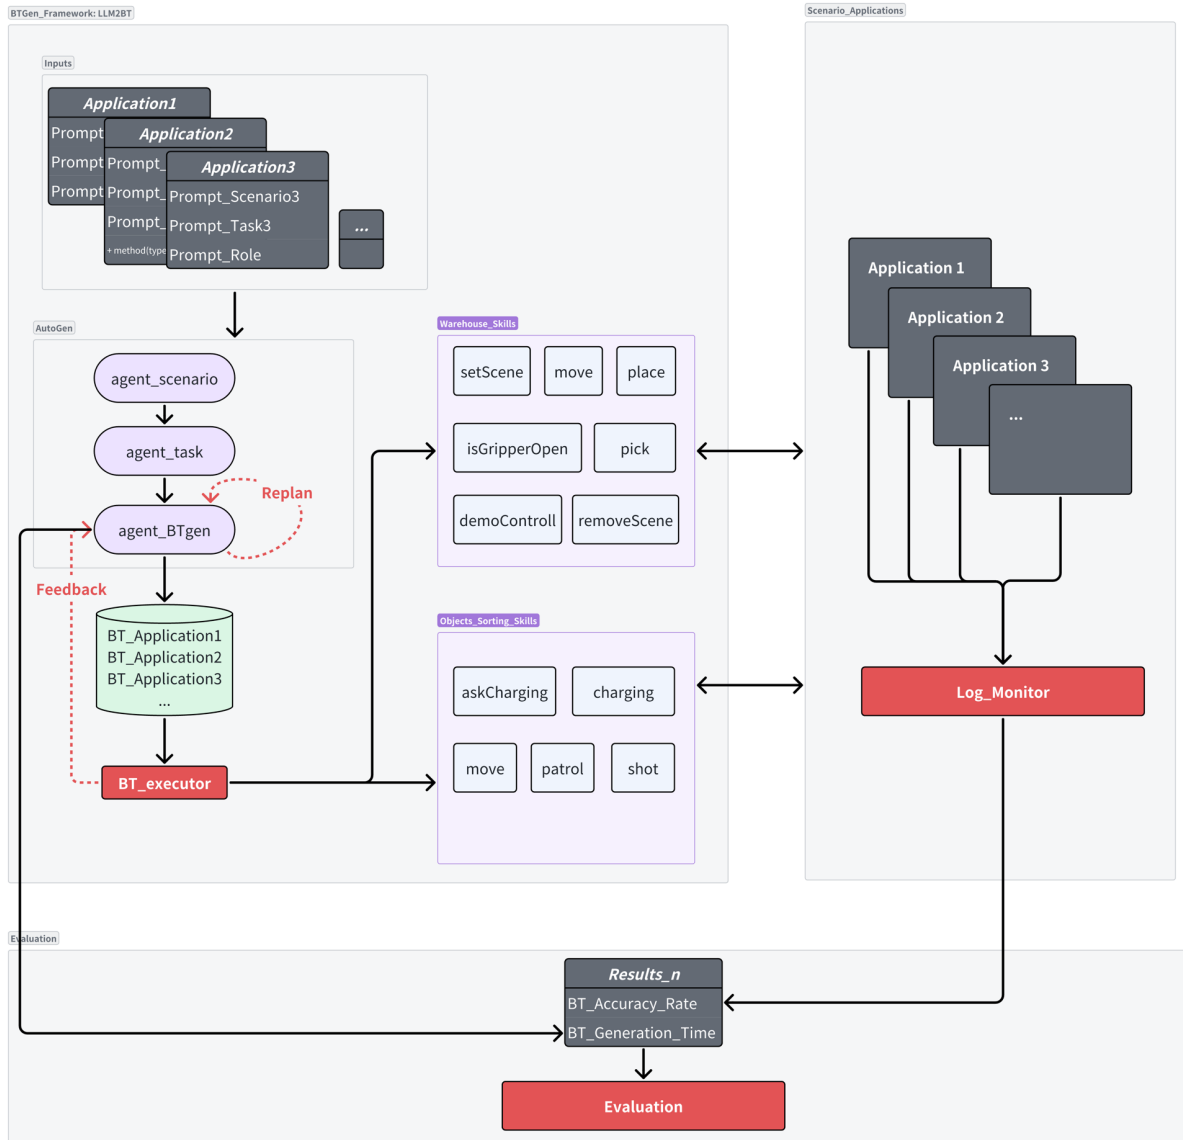 BTGen_Framework: LLM2BT
Scenario_Applications
Inputs
Application1
Prompt
Prompt
Prompt
Application2
Prompt_
Prompt_
Prompt_
+ method(type
Application3
Prompt_Scenario3
Prompt_Task3
Prompt_Role
...
AutoGen
agent_scenario
agent_task
agent_BTgen
Replan
Feedback
BT_Application1
BT_Application2
BT_Application3
...
BT_executor
Warehouse_Skills
setScene
move
place
isGripperOpen
pick
demoControll
removeScene
Objects_Sorting_Skills
askCharging
charging
move
patrol
shot
Application 1
Application 2
Application 3
...
Log_Monitor
Evaluation
Results_n
BT_Accuracy_Rate
BT_Generation_Time
Evaluation